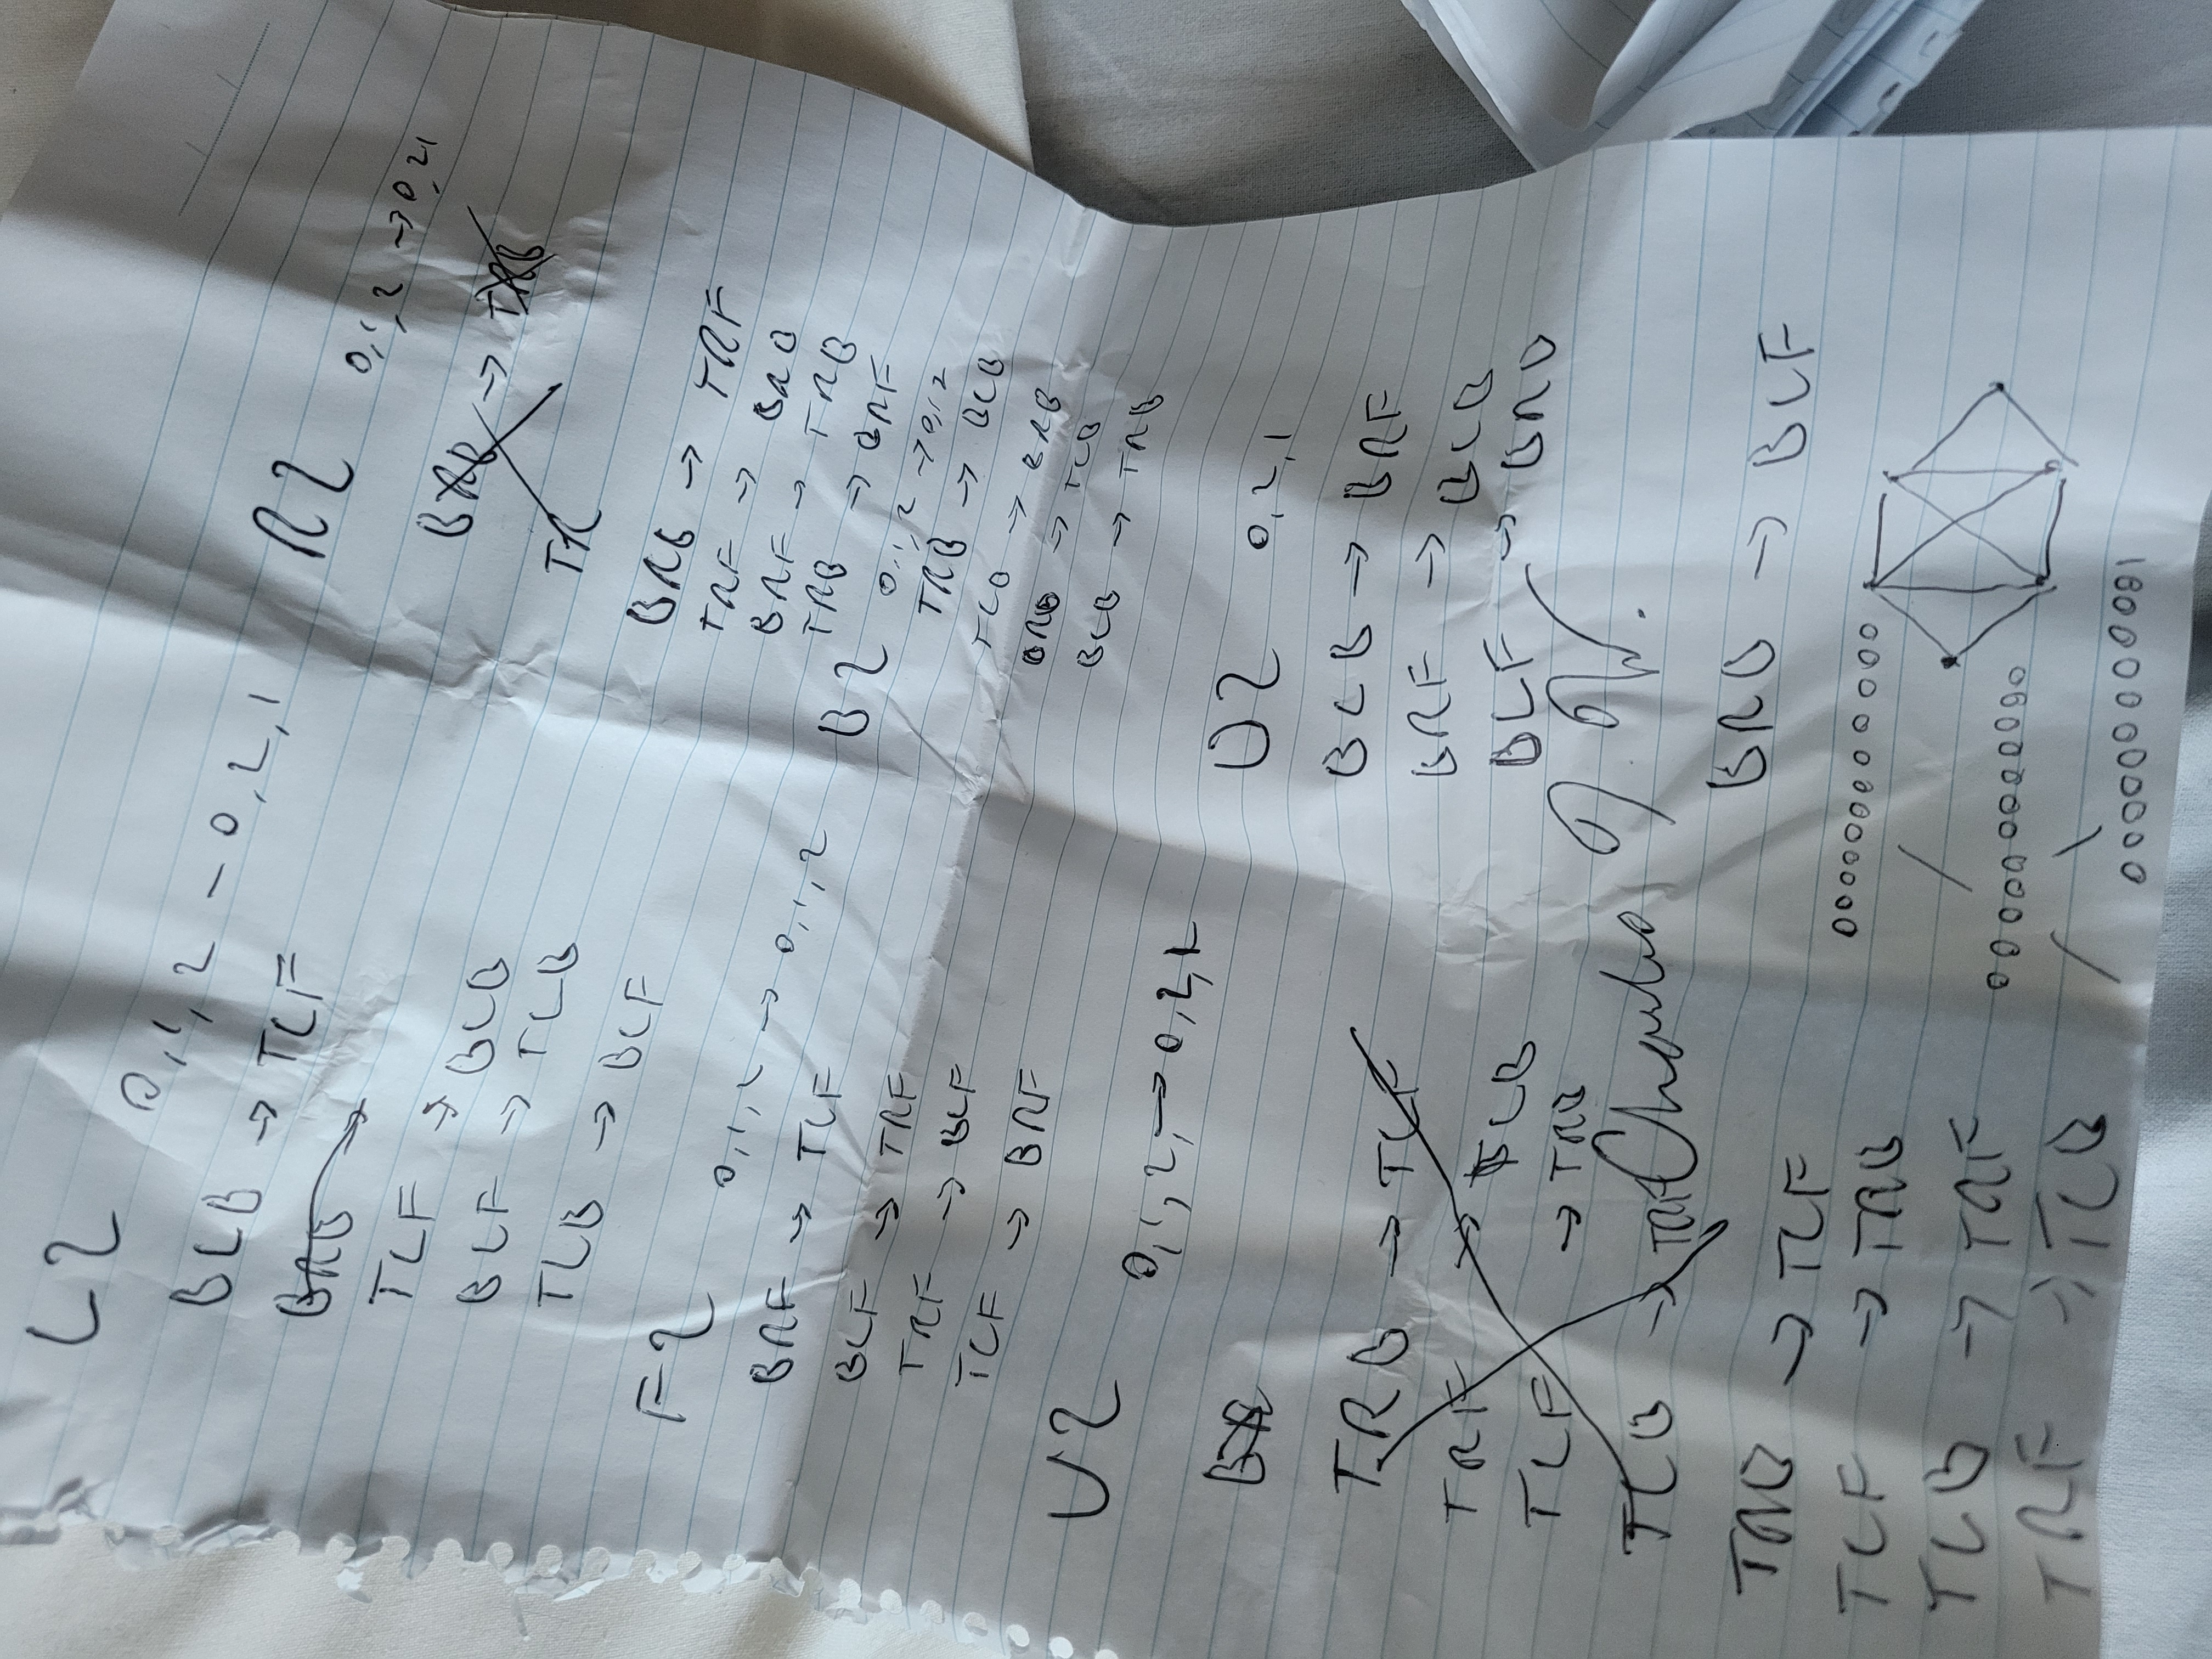 L2
0,1,2 - 0,2,1
BLB → TLF
BRB →
TLF → BLB
BLF → TLB
TLB → BLF
F2
0,1,2 → 0,1,2
BRF → TLF
BLF → TRF
TRF → BLF
TLF → BRF
U2
0,1,2, → 0,2,1
BR
TRB → TLF
TRF → TLB
TLF → TRB
TLB → TRF
TRB → TLF
TLF → TRB
TLB → TRF
TRF → TLB
R2
0,1,2 → 0,21
BRB → TRB
TR
BRB → TRF
TRF → BRB
BRF → TRB
TRB → BRF
B2
0,1,2 → 0,1,2
TRB → BLB
TLB → BRB
BRB → TLB
BLB → TRB
D2 0,2,1
BLB → BRF
BRF → BLB
BLF → BRB
Charles
BRB → BLF
0000000000000
/
000000000000
/ \
00000000001